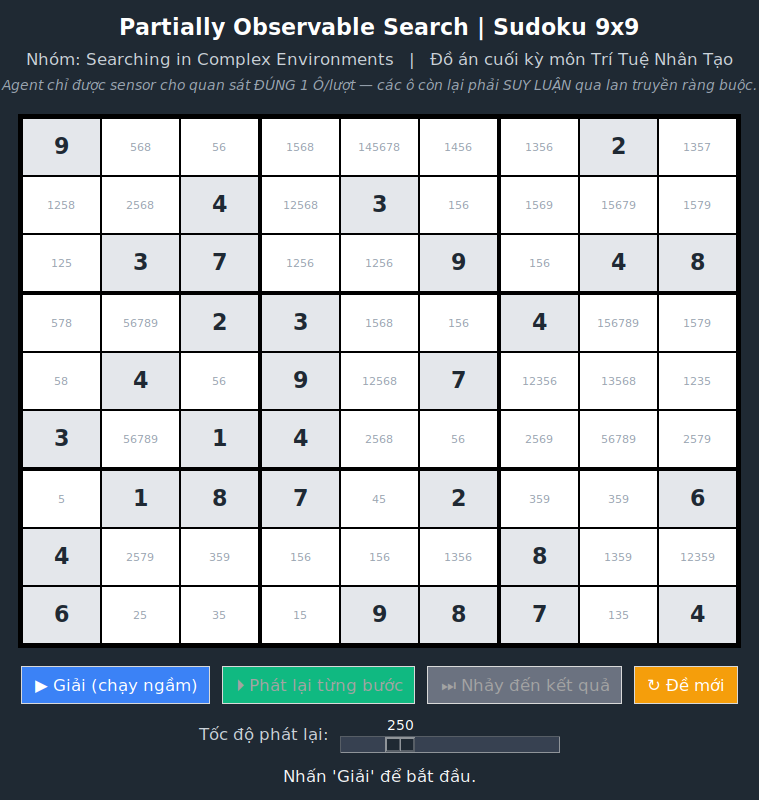 Partially Observable Search | Sudoku 9x9
Nhóm: Searching in Complex Environments | Đồ án cuối kỳ môn Trí Tuệ Nhân Tạo
Agent chỉ được sensor cho quan sát ĐÚNG 1 Ô/lượt — các ô còn lại phải SUY LUẬN qua lan truyền ràng buộc.
9 568 56 1568 145678 1456 1356 2 1357
1258 2568 4 12568 3 156 1569 15679 1579
125 3 7 1256 1256 9 156 4 8
578 56789 2 3 1568 156 4 156789 1579
58 4 56 9 12568 7 12356 13568 1235
3 56789 1 4 2568 56 2569 56789 2579
5 1 8 7 45 2 359 359 6
4 2579 359 156 156 1356 8 1359 12359
6 25 35 15 9 8 7 135 4
▶ Giải (chạy ngầm) ⏵ Phát lại từng bước ⏭ Nhảy đến kết quả ↻ Đề mới
250
Tốc độ phát lại:
Nhấn 'Giải' để bắt đầu.